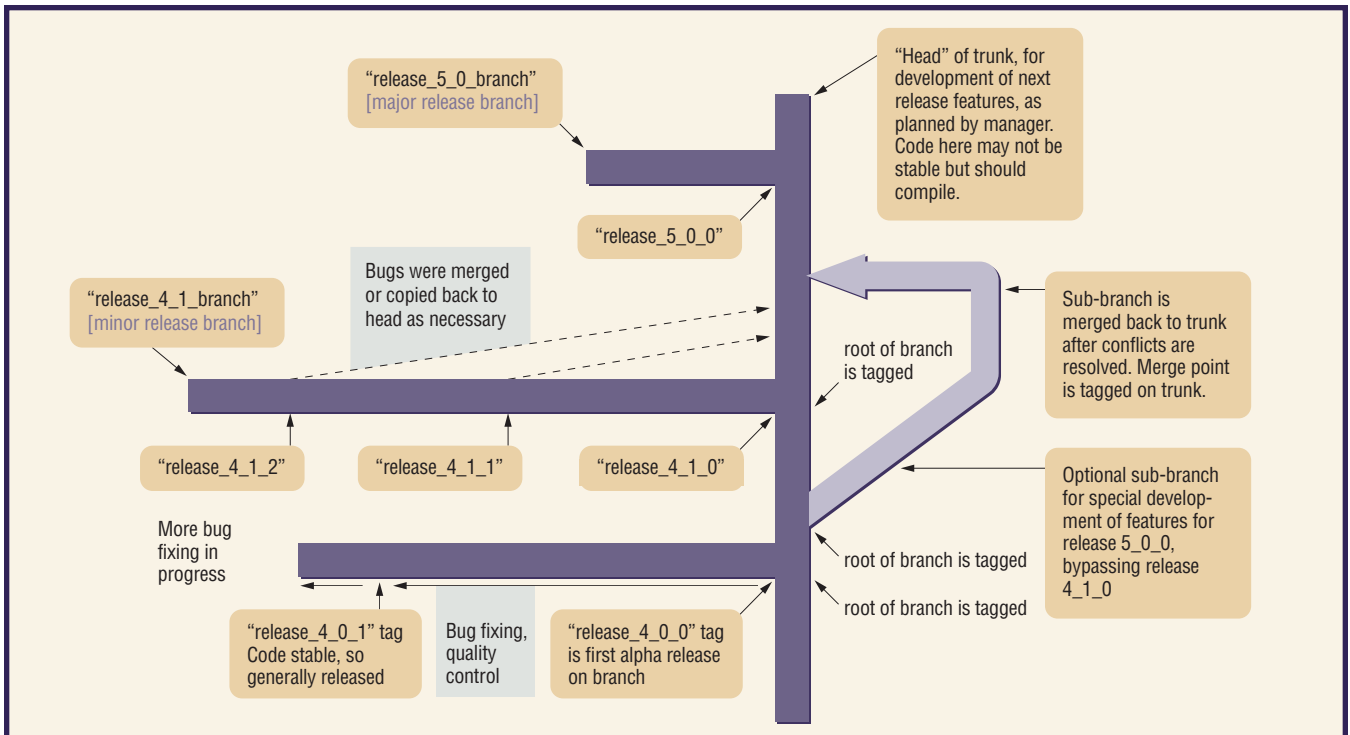 “release_5_0_branch”
[major release branch]
“Head” of trunk, for
development of next
release features, as
planned by manager.
Code here may not be
stable but should
compile.
“release_5_0_0”
Bugs were merged
or copied back to
head as necessary
“release_4_1_branch”
[minor release branch]
Sub-branch is
merged back to trunk
after conflicts are
resolved. Merge point
is tagged on trunk.
root of branch
is tagged
“release_4_1_2”
“release_4_1_1”
“release_4_1_0”
Optional sub-branch
for special develop-
ment of features for
release 5_0_0,
bypassing release
4_1_0
More bug
fixing in
progress
root of branch is tagged
root of branch is tagged
“release_4_0_1” tag
Code stable, so
generally released
Bug fixing,
quality
control
“release_4_0_0” tag
is first alpha release
on branch